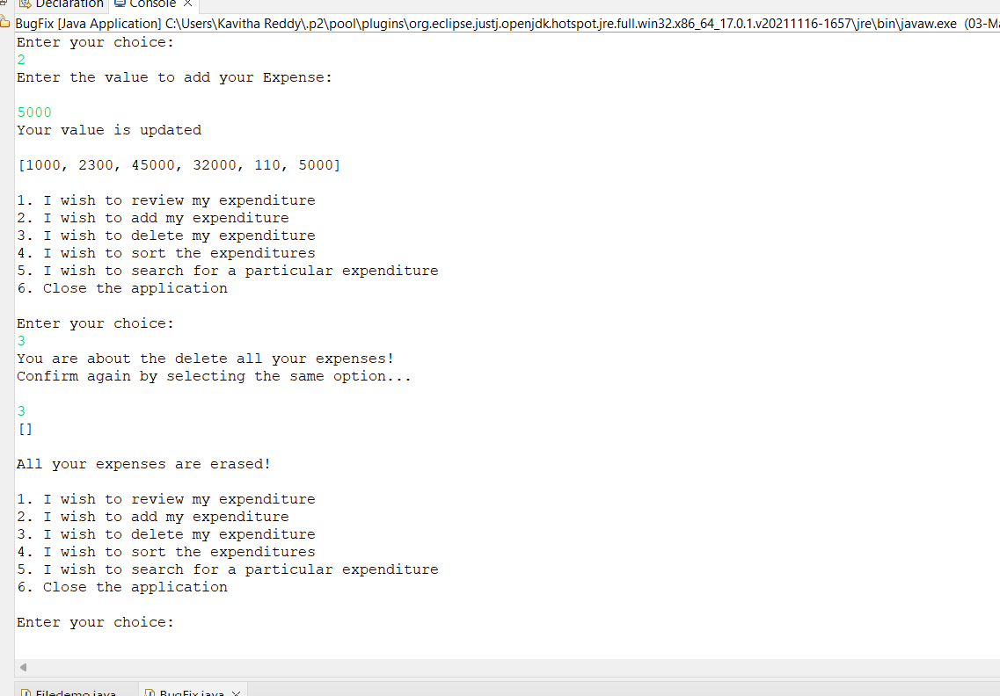 Declaration Console
BugFix [Java Application] C:\Users\Kavitha Reddy\.p2\pool\plugins\org.eclipse.justj.openjdk.hotspot.jre.full.win32.x86_64_17.0.1.v20211116-1657\jre\bin\javaw.exe (03-Ma
Enter your choice:
2
Enter the value to add your Expense:
5000
Your value is updated
[1000, 2300, 45000, 32000, 110, 5000]
1. I wish to review my expenditure
2. I wish to add my expenditure
3. I wish to delete my expenditure
4. I wish to sort the expenditures
5. I wish to search for a particular expenditure
6. Close the application
Enter your choice:
3
You are about the delete all your expenses!
Confirm again by selecting the same option...
3
[]
All your expenses are erased!
1. I wish to review my expenditure
2. I wish to add my expenditure
3. I wish to delete my expenditure
4. I wish to sort the expenditures
5. I wish to search for a particular expenditure
6. Close the application
Enter your choice:
Filedemo.java BugFix.java